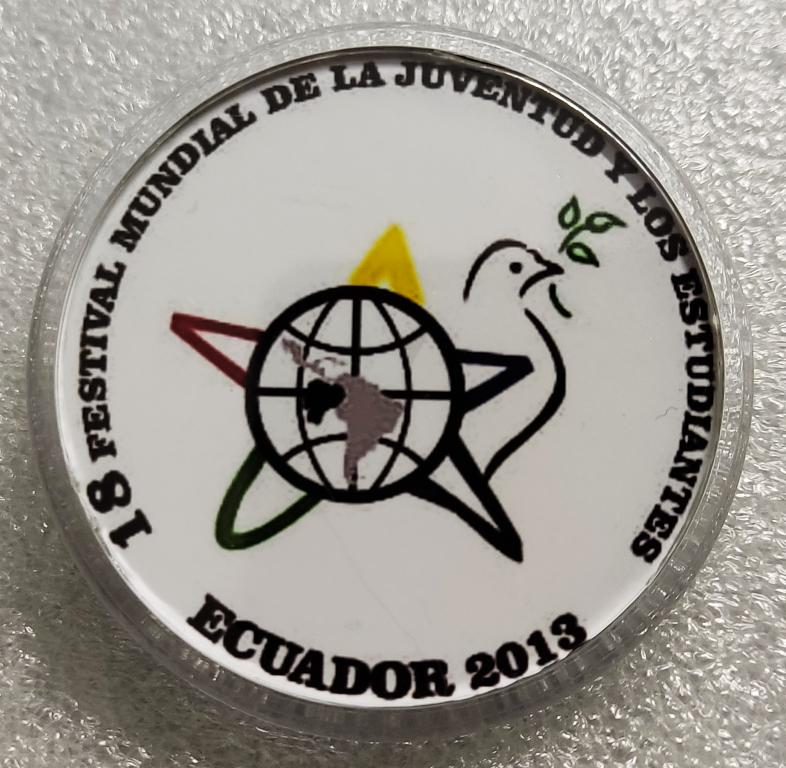 18 FESTIVAL MUNDIAL DE LA JUVENTUD Y LOS ESTUDIANTES
ECUADOR 2013